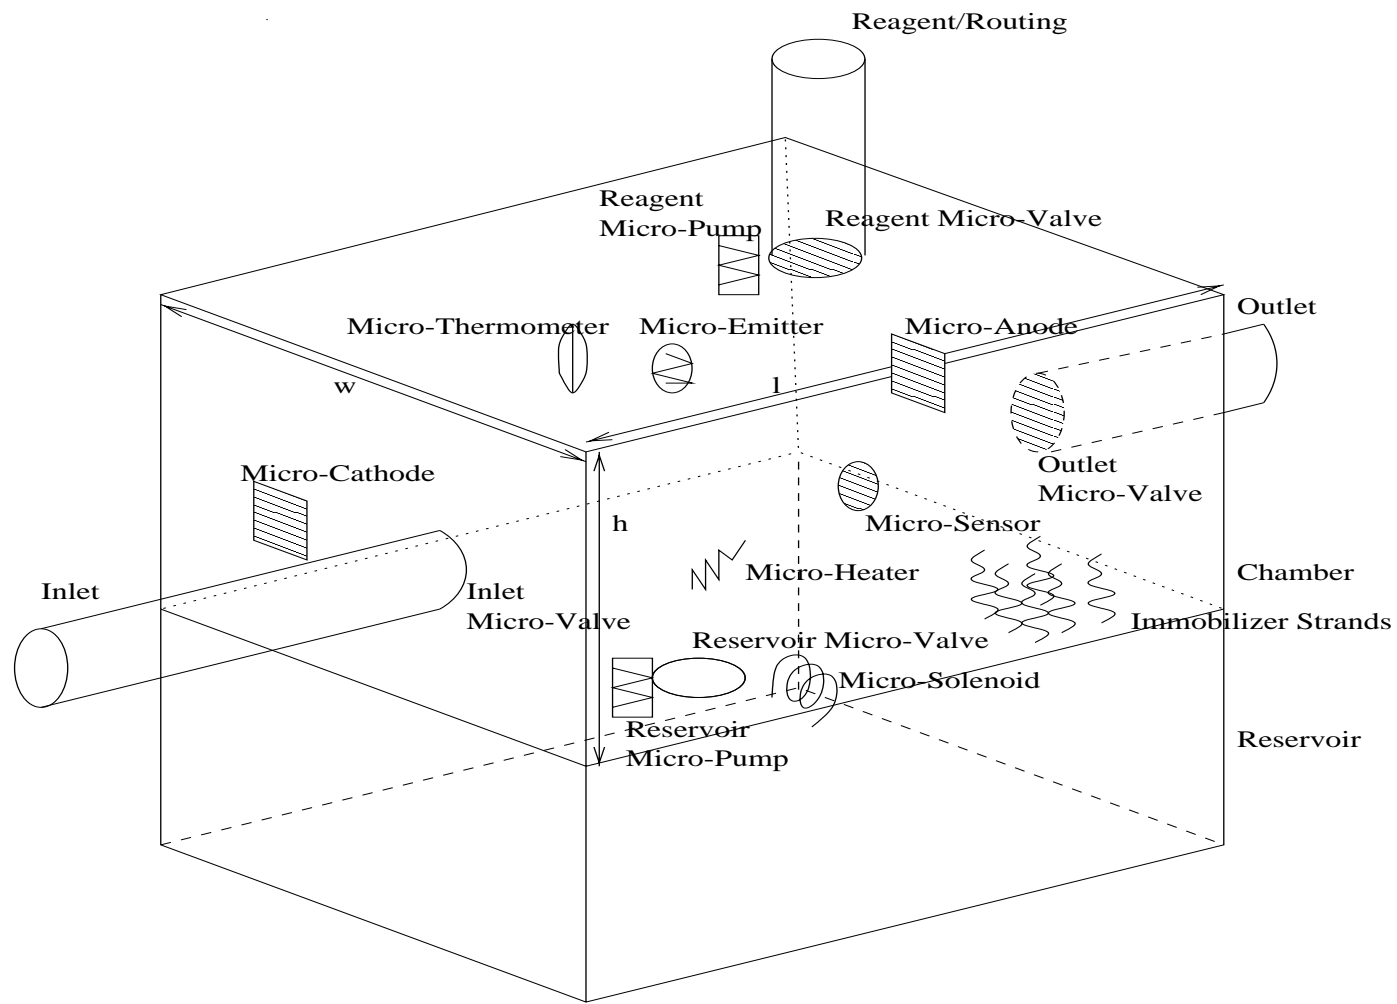 Reagent/Routing
Reagent
Micro-Pump
Reagent Micro-Valve
Outlet
Micro-Thermometer
Micro-Emitter
Micro-Anode
w
l
Outlet
Micro-Valve
Micro-Cathode
h
Micro-Sensor
Inlet
Inlet
Micro-Valve
Micro-Heater
Chamber
Immobilizer Strands
Reservoir Micro-Valve
Micro-Solenoid
Reservoir
Micro-Pump
Reservoir